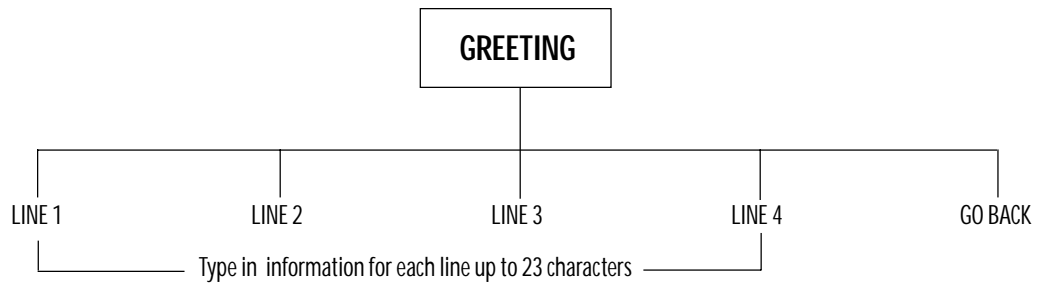 GREETING
LINE 1 LINE 2 LINE 3 LINE 4 GO BACK
Type in information for each line up to 23 characters